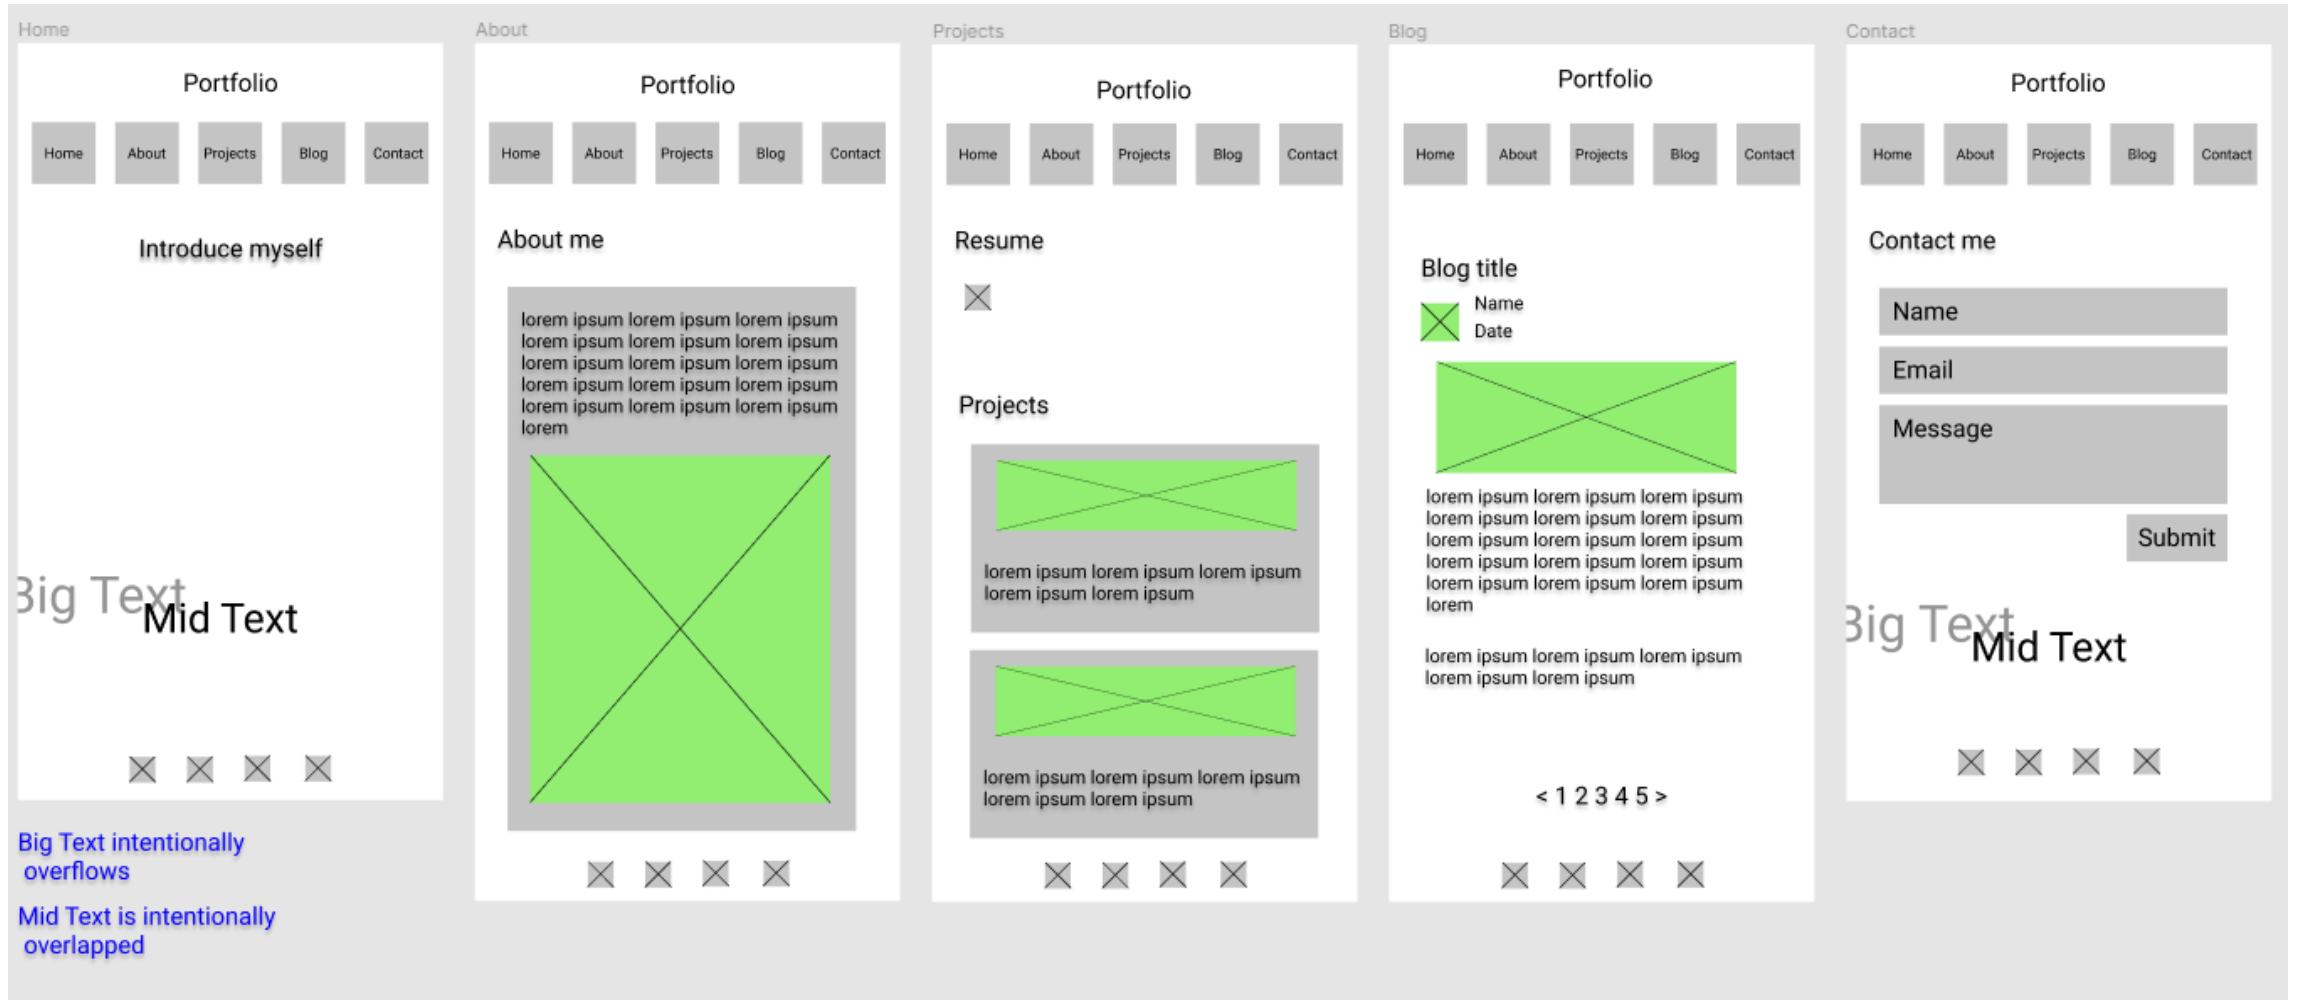 Home
Portfolio
Home About Projects Blog Contact
Introduce myself
Big Text
Mid Text
Big Text intentionally
overflows
Mid Text is intentionally
overlapped
About
Portfolio
Home About Projects Blog Contact
About me
lorem ipsum lorem ipsum lorem ipsum
lorem ipsum lorem ipsum lorem ipsum
lorem ipsum lorem ipsum lorem ipsum
lorem ipsum lorem ipsum lorem ipsum
lorem ipsum lorem ipsum lorem ipsum
lorem
Projects
Portfolio
Home About Projects Blog Contact
Resume
Projects
lorem ipsum lorem ipsum lorem ipsum
lorem ipsum lorem ipsum
lorem ipsum lorem ipsum lorem ipsum
lorem ipsum lorem ipsum
Blog
Portfolio
Home About Projects Blog Contact
Blog title
Name
Date
lorem ipsum lorem ipsum lorem ipsum
lorem ipsum lorem ipsum lorem ipsum
lorem ipsum lorem ipsum lorem ipsum
lorem ipsum lorem ipsum lorem ipsum
lorem ipsum lorem ipsum lorem ipsum
lorem
lorem ipsum lorem ipsum lorem ipsum
lorem ipsum lorem ipsum
< 1 2 3 4 5 >
Contact
Portfolio
Home About Projects Blog Contact
Contact me
Name
Email
Message
Submit
Big Text
Mid Text